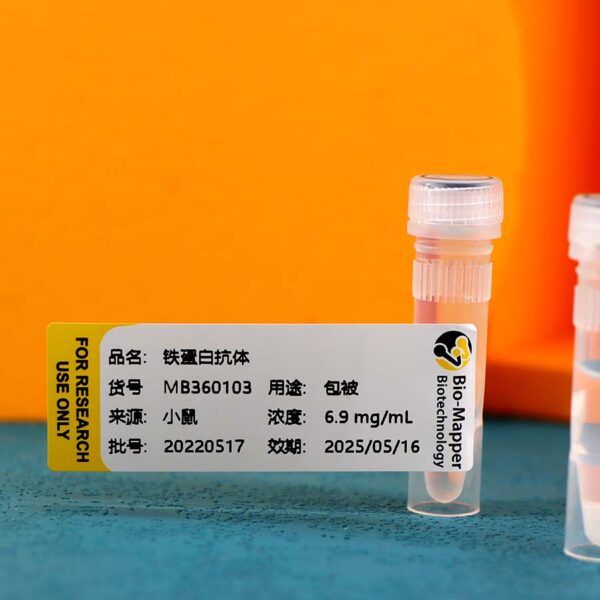 FOR RESEARCH
USE ONLY
品名: 铁蛋白抗体
货号 MB360103 用途: 包被
来源: 小鼠 浓度: 6.9 mg/mL
批号: 20220517 效期: 2025/05/16
Bio-Mapper
Biotechnology